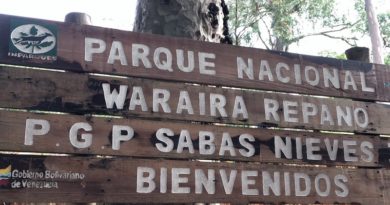 INPARQUES
PARQUE NACIONAL
WARAIRA REPANO
P.G.P SABAS NIEVES
BIENVENIDOS
Gobierno Bolivariano
de Venezuela